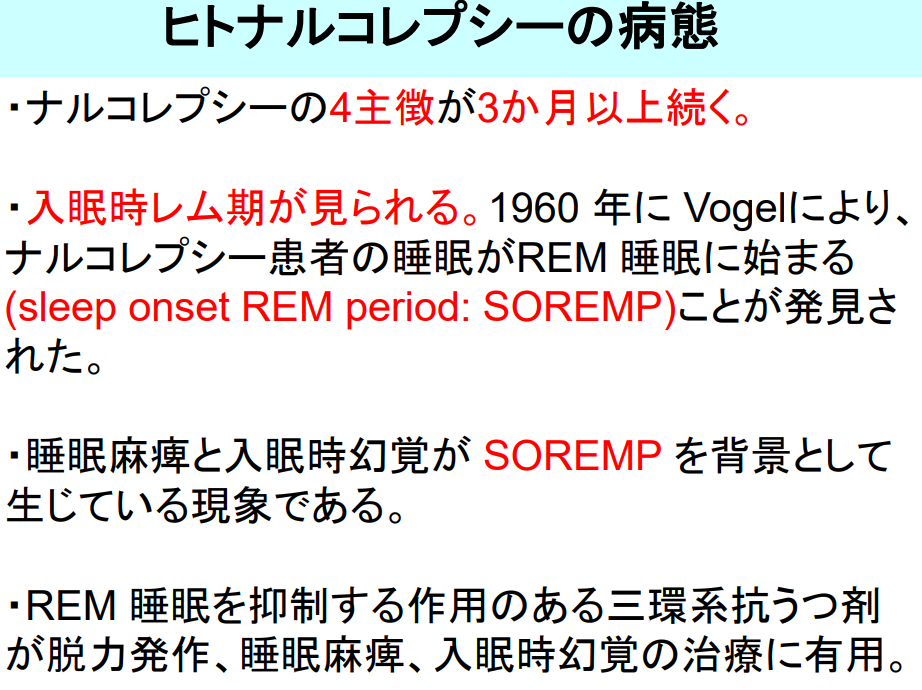 ヒトナルコレプシーの病態
・ナルコレプシーの4主徴が3か月以上続く。
・入眠時レム期が見られる。1960 年に Vogelにより、
ナルコレプシー患者の睡眠がREM 睡眠に始まる
(sleep onset REM period: SOREMP)ことが発見さ
れた。
・睡眠麻痺と入眠時幻覚が SOREMP を背景として
生じている現象である。
・REM 睡眠を抑制する作用のある三環系抗うつ剤
が脱力発作、睡眠麻痺、入眠時幻覚の治療に有用。